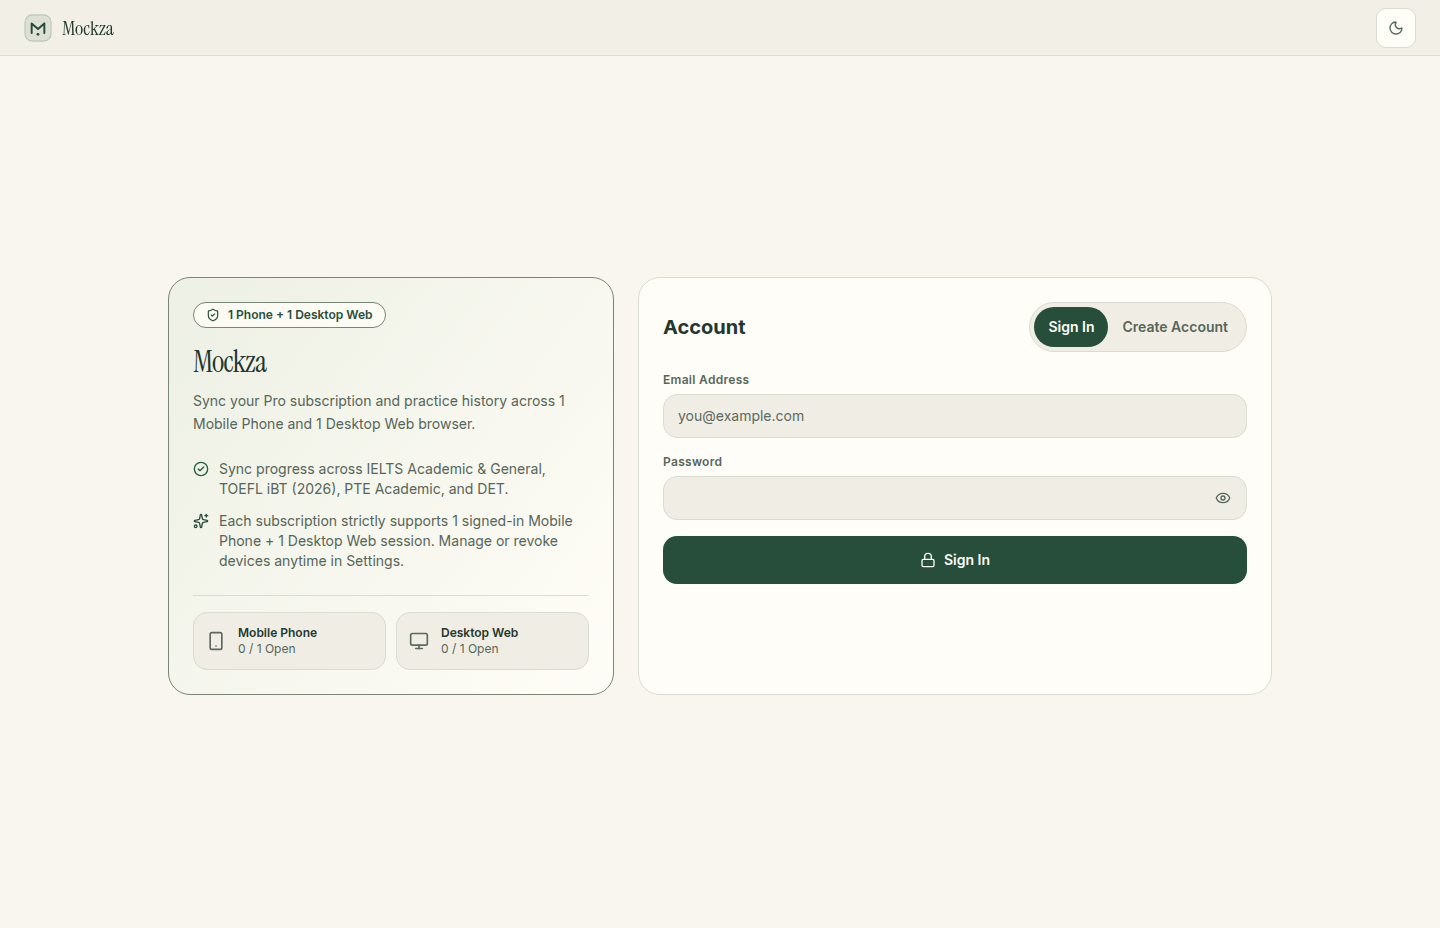 Mockza
1 Phone + 1 Desktop Web
Mockza
Sync your Pro subscription and practice history across 1
Mobile Phone and 1 Desktop Web browser.
Sync progress across IELTS Academic & General,
TOEFL iBT (2026), PTE Academic, and DET.
Each subscription strictly supports 1 signed-in Mobile
Phone + 1 Desktop Web session. Manage or revoke
devices anytime in Settings.
Mobile Phone
0 / 1 Open
Desktop Web
0 / 1 Open
Account
Sign In
Create Account
Email Address
you@example.com
Password
Sign In